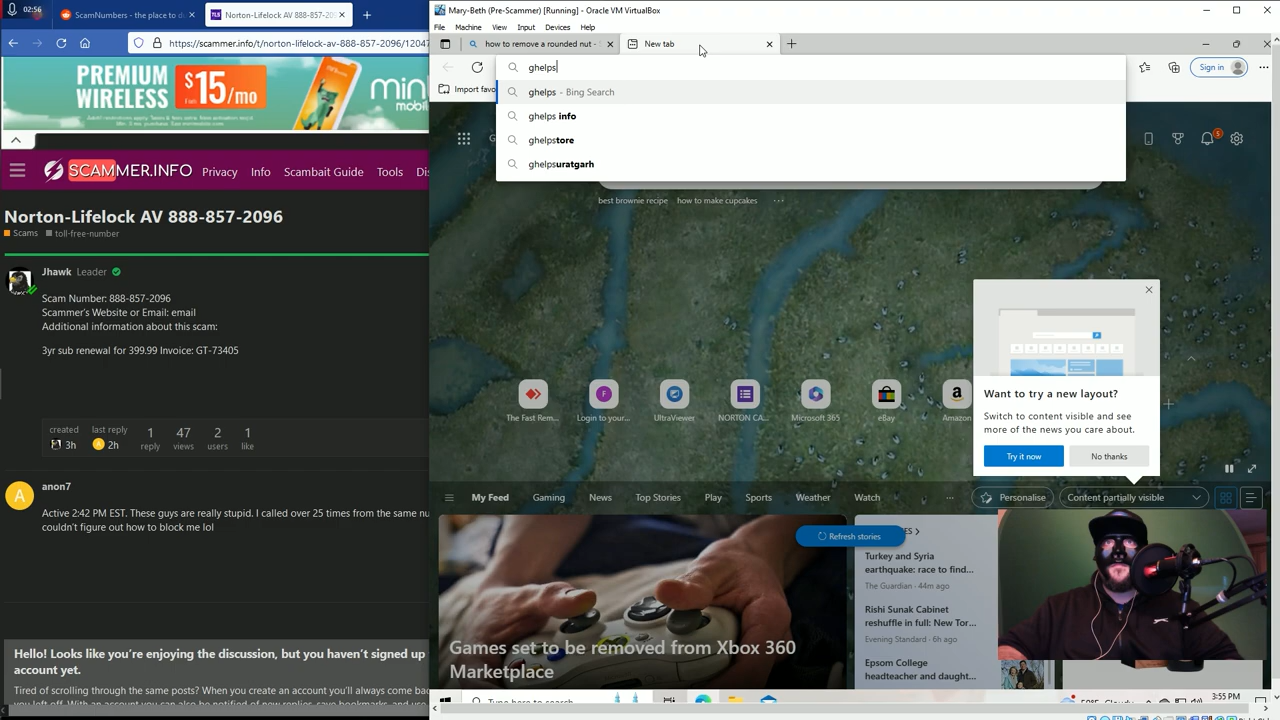 02:56
ScamNumbers - the place to d
Norton-Lifelock AV 888-857-209
https://scammer.info/t/norton-lifelock-av-888-857-2096/12047
PREMIUM
WIRELESS
$15/mo
mint
mobile
SCAMMER.INFO
Privacy
Info
Scambait Guide
Tools
Dis
Norton-Lifelock AV 888-857-2096
Scams
toll-free-number
Jhawk Leader
Scam Number: 888-857-2096
Scammer's Website or Email: email
Additional information about this scam:
3yr sub renewal for 399.99 Invoice: GT-73405
created
last reply
1
47
2
1
3h
A 2h
reply
views
users
like
A
anon7
Active 2:42 PM EST. These guys are really stupid. I called over 25 times from the same nu
couldn't figure out how to block me lol
Hello! Looks like you're enjoying the discussion, but you haven't signed up
account yet.
Tired of scrolling through the same posts? When you create an account you'll always come bac
Mary-Beth (Pre-Scammer) [Running] - Oracle VM VirtualBox
File
Machine
View
Input
Devices
Help
how to remove a rounded nut -
New tab
ghelps
Sign in
Import favo
ghelps - Bing Search
ghelps info
ghelpstore
ghelpsuratgarh
5
best brownie recipe
how to make cupcakes
The Fast Rem...
Login to your...
UltraViewer
NORTON CA...
Microsoft 365
eBay
Amazon
Want to try a new layout?
Switch to content visible and see
more of the news you care about.
Try it now
No thanks
My Feed
Gaming
News
Top Stories
Play
Sports
Weather
Watch
Personalise
Content partially visible
Refresh stories
Games set to be removed from Xbox 360
Marketplace
Turkey and Syria
earthquake: race to find...
The Guardian · 44m ago
Rishi Sunak Cabinet
reshuffle in full: New Tor...
Evening Standard · 6h ago
Epsom College
headteacher and daught...
3:55 PM